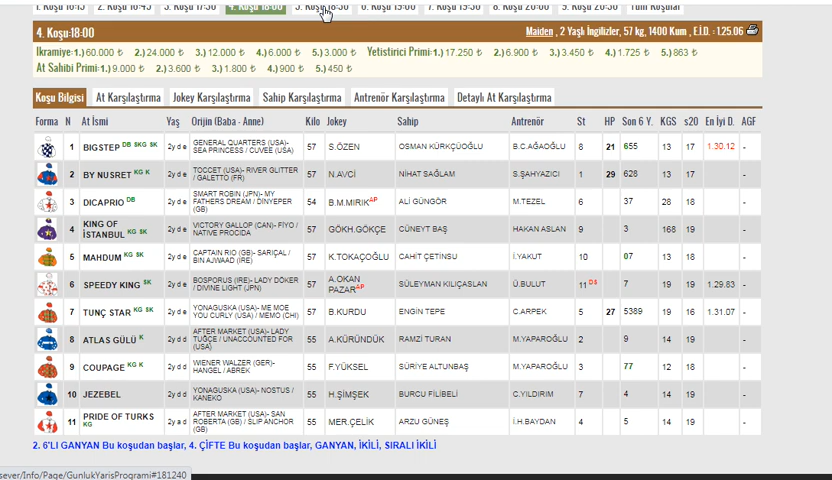 1. Koşu 16:15 2. Koşu 16:45 3. Koşu 17:30 4. Koşu 18:00 5. Koşu 18:30 6. Koşu 19:00 7. Koşu 19:30 8. Koşu 20:00 9. Koşu 20:30 Tüm Koşular
4. Koşu:18:00 Maiden , 2 Yaşlı İngilizler, 57 kg, 1400 Kum , E.İ.D. : 1.25.06
İkramiye:1.) 60.000 ₺ 2.) 24.000 ₺ 3.) 12.000 ₺ 4.) 6.000 ₺ 5.) 3.000 ₺ Yetiştirici Primi:1.) 17.250 ₺ 2.) 6.900 ₺ 3.) 3.450 ₺ 4.) 1.725 ₺ 5.) 863 ₺
At Sahibi Primi:1.) 9.000 ₺ 2.) 3.600 ₺ 3.) 1.800 ₺ 4.) 900 ₺ 5.) 450 ₺
Koşu Bilgisi At Karşılaştırma Jokey Karşılaştırma Sahip Karşılaştırma Antrenör Karşılaştırma Detaylı At Karşılaştırma
Forma N At İsmi Yaş Orijin (Baba - Anne) Kilo Jokey Sahip Antrenör St HP Son 6 Y. KGS s20 En İyi D. AGF
1 BIGSTEP DB SKG SK 2y d e GENERAL QUARTERS (USA)- SEA PRINCESS / CUVEE (USA) 57 S.ÖZEN OSMAN KÜRKÇÜOĞLU B.C.AĞAOĞLU 8 21 655 13 17 1.30.12 -
2 BY NUSRET KG K 2y d e TOCCET (USA)- RIVER GLITTER / GALETTO (FR) 57 N.AVCİ NİHAT SAĞLAM S.ŞAHYAZICI 1 29 628 13 17 -
3 DICAPRIO DB 2y d e SMART ROBIN (JPN)- MY FATHERS DREAM / DİNYEPER (GB) 54 B.M.MIRIK AP ALİ GÜNGÖR M.TEZEL 6 37 28 18 -
4 KING OF İSTANBUL KG SK 2y d e VICTORY GALLOP (CAN)- FIYO / NATIVE PROCIDA 57 GÖKH.GÖKÇE CÜNEYT BAŞ HAKAN ASLAN 9 3 168 19 -
5 MAHDUM KG SK 2y d e CAPTAIN RIO (GB)- SARIÇAL / BIN AJWAAD (IRE) 57 K.TOKAÇOĞLU CAHİT ÇETİNSU İ.YAKUT 10 07 13 18 -
6 SPEEDY KING SK 2y d e BOSPORUS (IRE)- LADY DÖKER / DIVINE LIGHT (JPN) 57 A.OKAN PAZAR AP SÜLEYMAN KILIÇASLAN Ü.BULUT 11 DS 7 19 19 1.29.83 -
7 TUNÇ STAR KG SK 2y d e YONAGUSKA (USA)- ME MOE YOU CURLY (USA) / MEMO (CHI) 57 B.KURDU ENGİN TEPE C.ARPEK 5 27 5389 19 16 1.31.07 -
8 ATLAS GÜLÜ K 2y d d AFTER MARKET (USA)- LADY TUĞÇE / UNACCOUNTED FOR (USA) 55 A.KÜRÜNDÜK RAMZİ TURAN M.YAPAROĞLU 2 9 14 19 -
9 COUPAGE KG K 2y d d WIENER WALZER (GER)- HANGEL / ABREK 55 F.YÜKSEL SÜRİYE ALTUNBAŞ M.YAPAROĞLU 3 77 12 18 -
10 JEZEBEL 2y d d YONAGUSKA (USA)- NOSTUS / KANEKO 55 H.ŞİMŞEK BURCU FİLİBELİ C.YILDIRIM 7 4 14 19 -
11 PRIDE OF TURKS KG 2y a d AFTER MARKET (USA)- SAN ROBERTA (GB) / SLIP ANCHOR (GB) 55 MER.ÇELİK ARZU GÜNEŞ İ.H.BAYDAN 4 5 14 19 -
2. 6'LI GANYAN Bu koşudan başlar, 4. ÇİFTE Bu koşudan başlar, GANYAN, İKİLİ, SIRALI İKİLİ
sever/Info/Page/GunlukYarisProgrami#181240